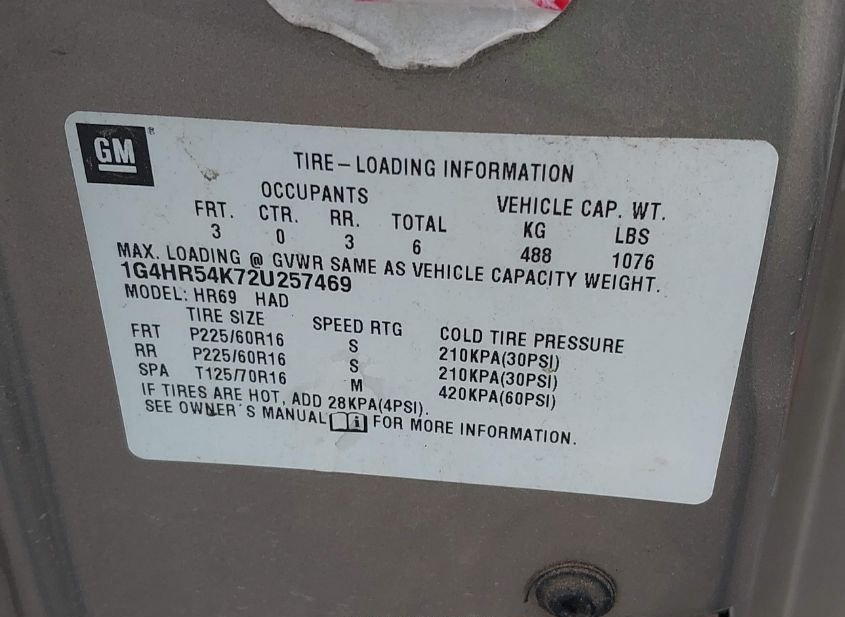 GM
TIRE-LOADING INFORMATION
OCCUPANTS VEHICLE CAP. WT.
FRT. CTR. RR. TOTAL KG LBS
3 0 3 6 488 1076
MAX. LOADING @ GVWR SAME AS VEHICLE CAPACITY WEIGHT.
1G4HR54K72U257469
MODEL: HR69 HAD
TIRE SIZE SPEED RTG COLD TIRE PRESSURE
FRT P225/60R16 S 210KPA(30PSI)
RR P225/60R16 S 210KPA(30PSI)
SPA T125/70R16 M 420KPA(60PSI)
IF TIRES ARE HOT, ADD 28KPA(4PSI).
SEE OWNER'S MANUAL i FOR MORE INFORMATION.